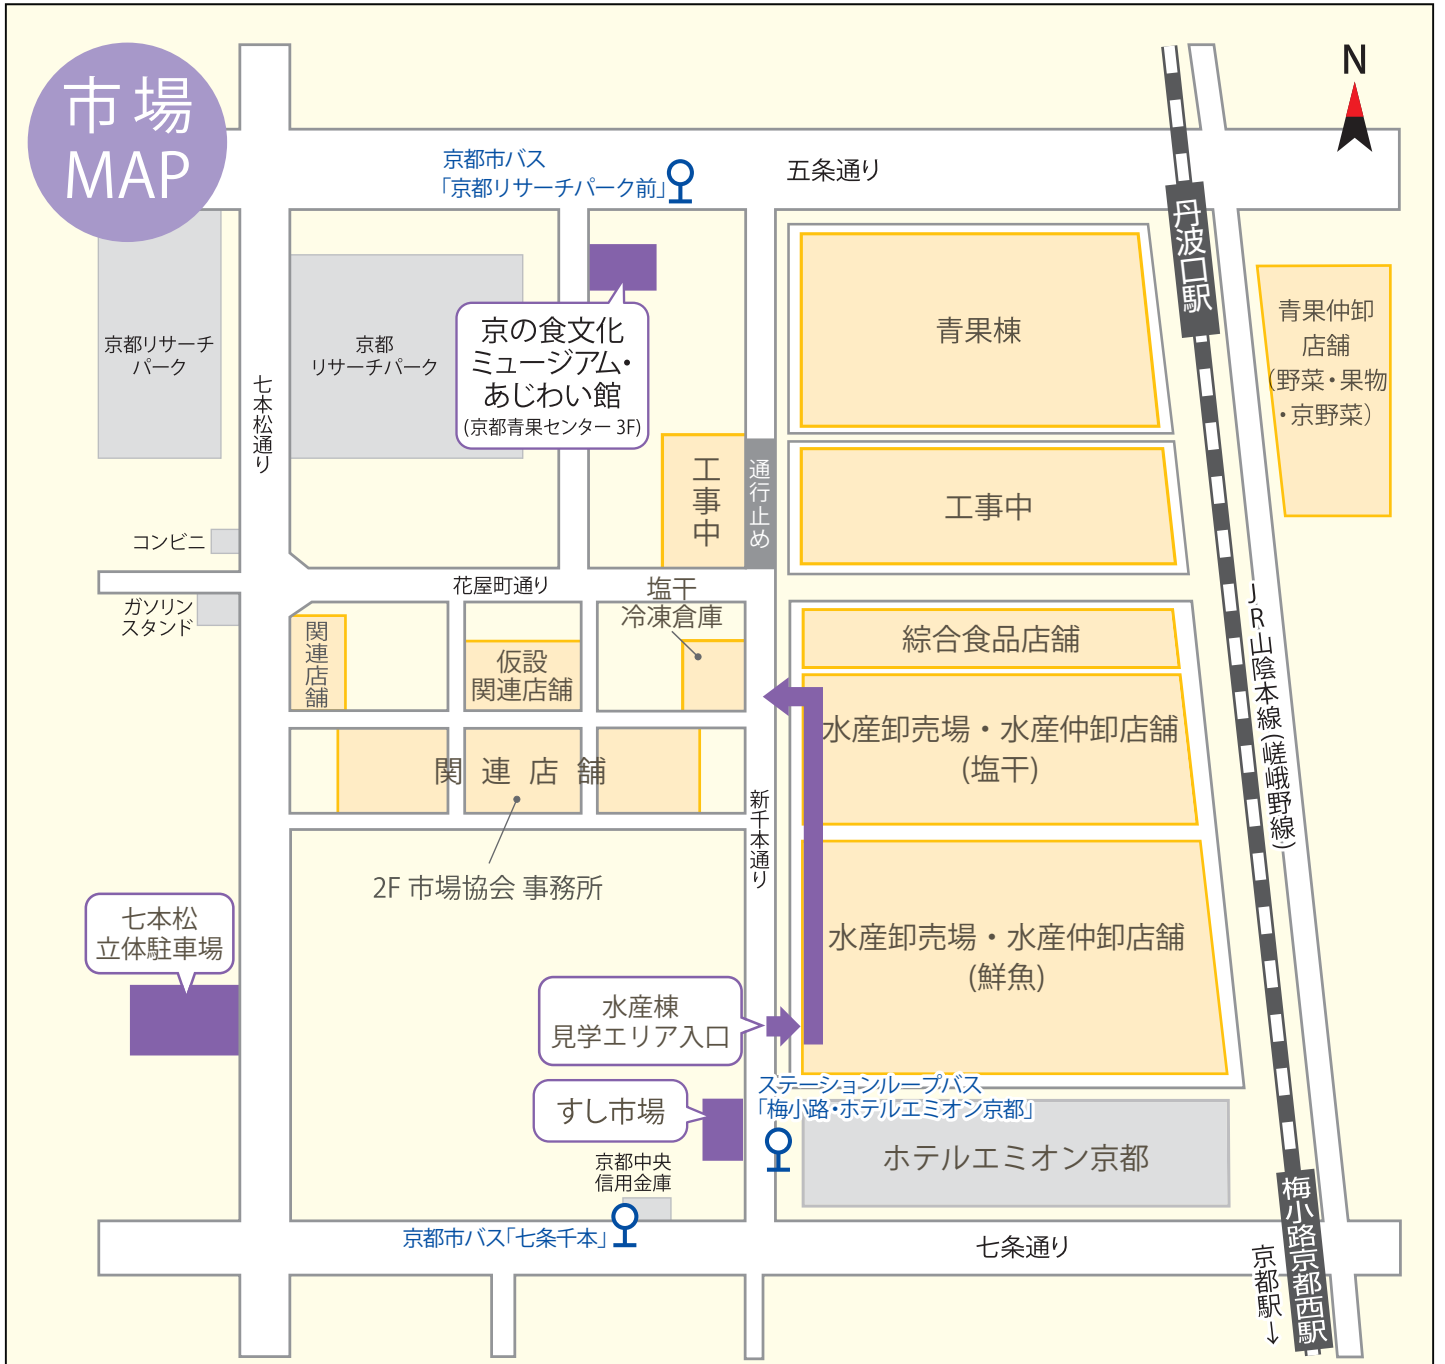 市場
MAP
N
京都市バス
「京都リサーチパーク前」
五条通り
丹波口駅
京都リサーチ
パーク
京都
リサーチパーク
七本松通り
京の食文化
ミュージアム・
あじわい館
(京都青果センター 3F)
青果棟
青果仲卸
店舗
(野菜・果物
・京野菜)
工事中
通行止め
工事中
コンビニ
ガソリン
スタンド
花屋町通り
塩干
冷凍倉庫
関連店舗
仮設
関連店舗
綜合食品店舗
JR山陰本線(嵯峨野線)
水産卸売場・水産仲卸店舗
(塩干)
関連店舗
新千本通り
2F 市場協会 事務所
七本松
立体駐車場
水産卸売場・水産仲卸店舗
(鮮魚)
水産棟
見学エリア入口
すし市場
ステーションループバス
「梅小路・ホテルエミオン京都」
ホテルエミオン京都
京都中央
信用金庫
京都市バス「七条千本」
七条通り
梅小路京都西駅
京都駅→